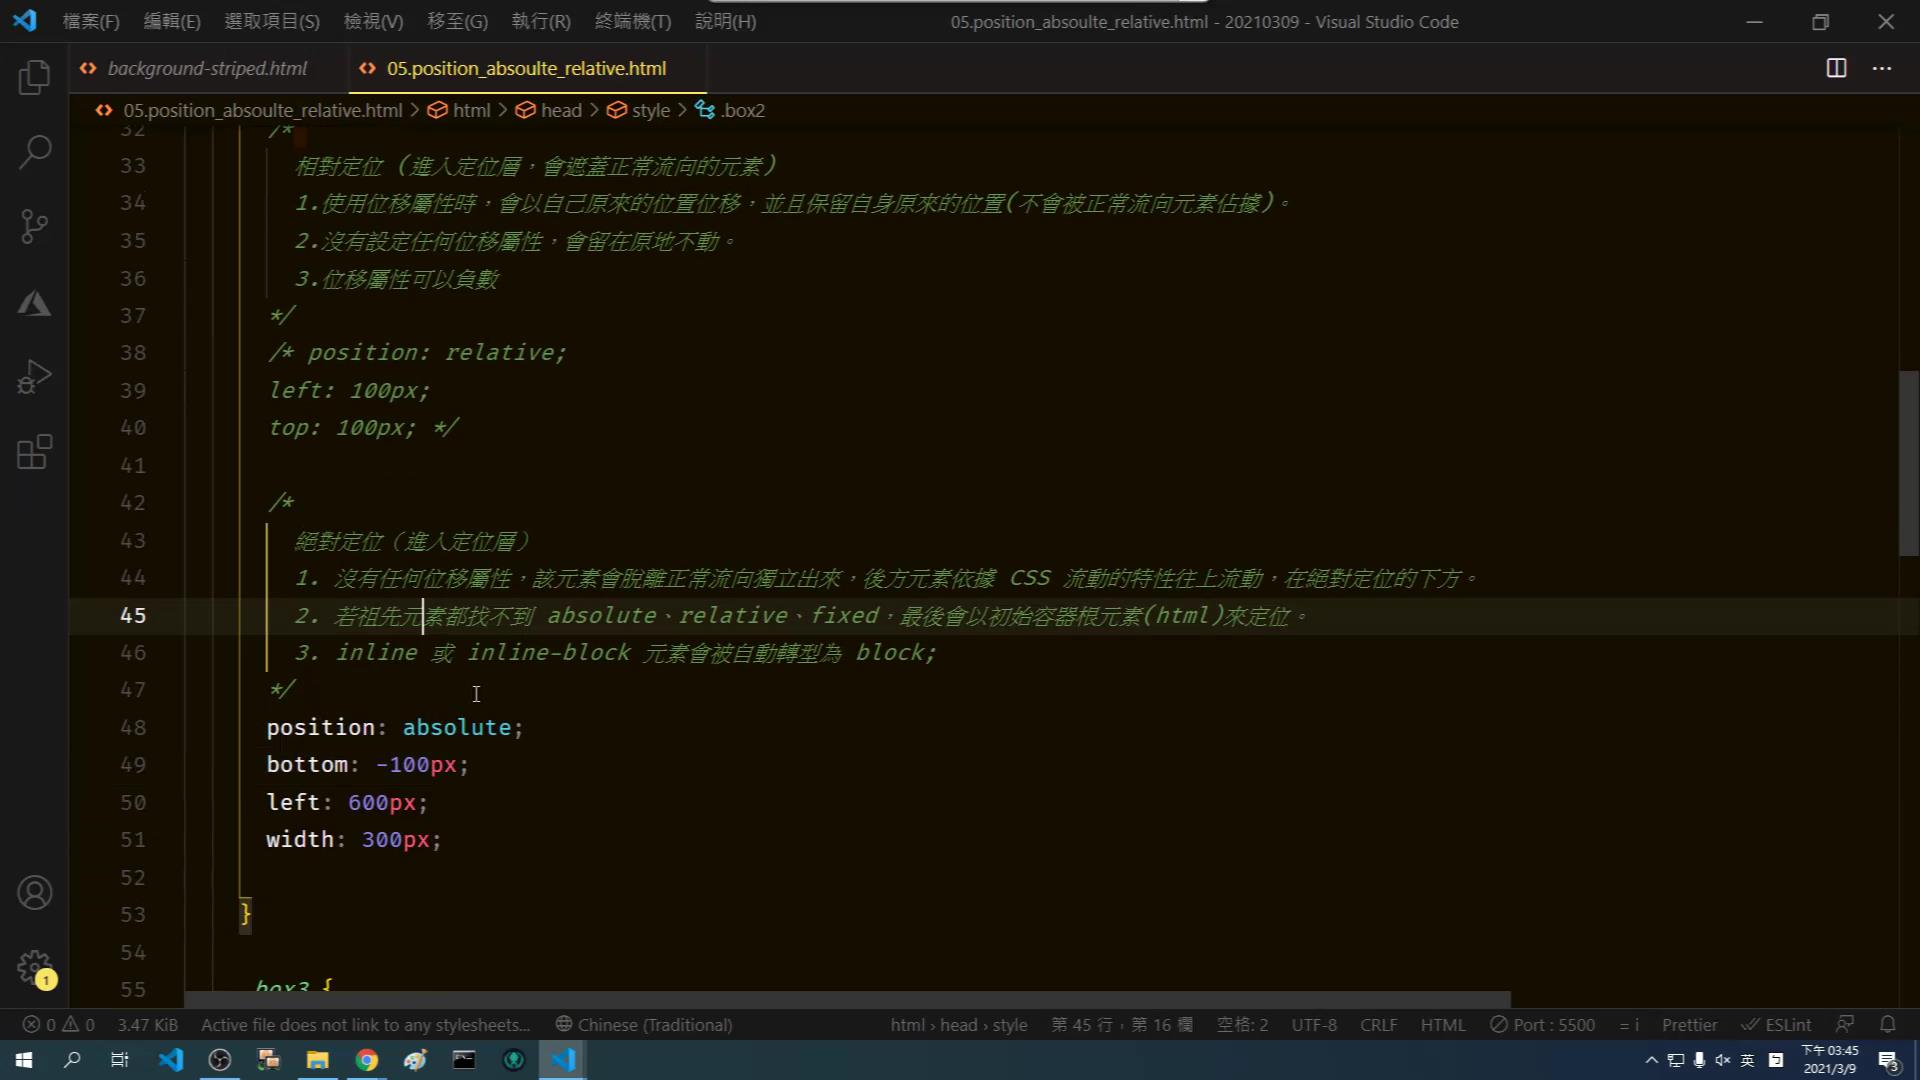 檔案(F) 編輯(E) 選取項目(S) 檢視(V) 移至(G) 執行(R) 終端機(T) 說明(H) 05.position_absoulte_relative.html - 20210309 - Visual Studio Code
background-striped.html 05.position_absoulte_relative.html
05.position_absoulte_relative.html > html > head > style > .box2
32 /*
33 相對定位 (進入定位層，會遮蓋正常流向的元素)
34 1.使用位移屬性時，會以自己原來的位置位移，並且保留自身原來的位置(不會被正常流向元素佔據)。
35 2.沒有設定任何位移屬性，會留在原地不動。
36 3.位移屬性可以負數
37 */
38 /* position: relative;
39 left: 100px;
40 top: 100px; */
41
42 /*
43 絕對定位（進入定位層）
44 1. 沒有任何位移屬性，該元素會脫離正常流向獨立出來，後方元素依據 CSS 流動的特性往上流動，在絕對定位的下方。
45 2. 若祖先元素都找不到 absolute、relative、fixed，最後會以初始容器根元素(html)來定位。
46 3. inline 或 inline-block 元素會被自動轉型為 block;
47 */
48 position: absolute;
49 bottom: -100px;
50 left: 600px;
51 width: 300px;
52
53 }
54
55 box3 {
1
0 0 3.47 KiB Active file does not link to any stylesheets... Chinese (Traditional) html › head › style 第 45 行，第 16 欄 空格: 2 UTF-8 CRLF HTML Port : 5500 = i Prettier ESLint
英 下午 03:45
2021/3/9
3